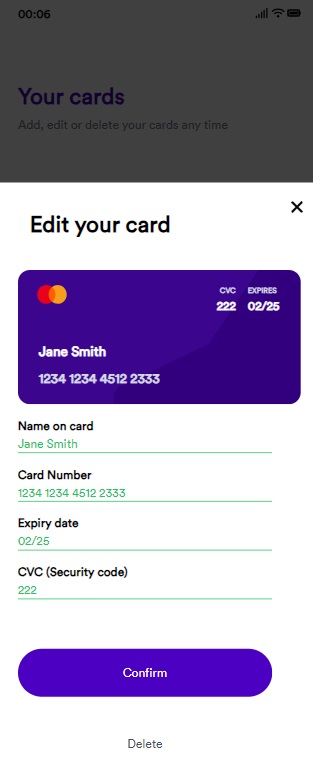 00:06
Your cards
Add, edit or delete your cards any time
Edit your card
CVC EXPIRES
222 02/25
Jane Smith
1234 1234 4512 2333
Name on card
Jane Smith
Card Number
1234 1234 4512 2333
Expiry date
02/25
CVC (Security code)
222
Confirm
Delete